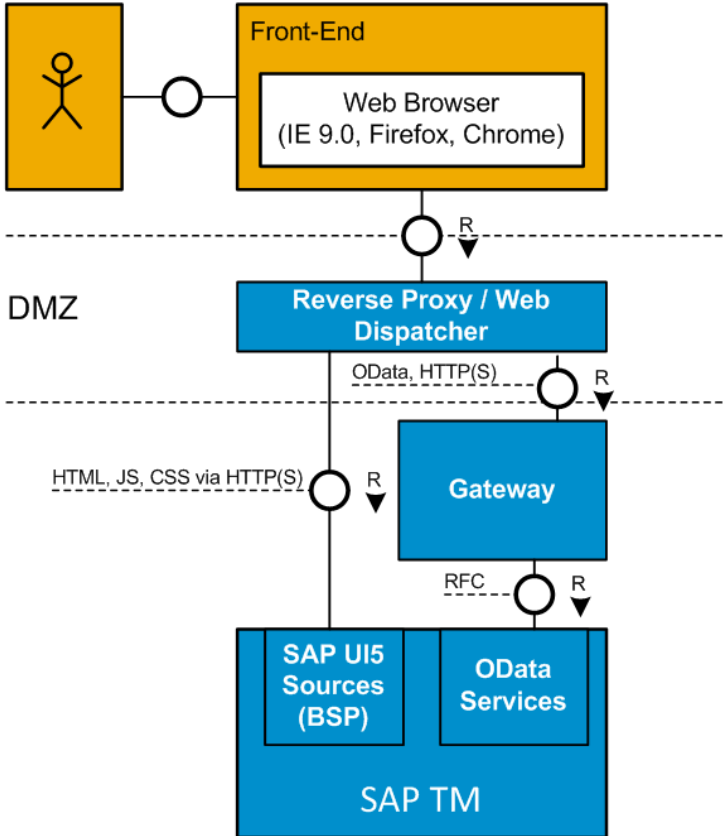 Front-End
Web Browser
(IE 9.0, Firefox, Chrome)
R
DMZ
Reverse Proxy / Web
Dispatcher
OData, HTTP(S)
R
HTML, JS, CSS via HTTP(S)
R
Gateway
RFC
R
SAP UI5
Sources
(BSP)
OData
Services
SAP TM